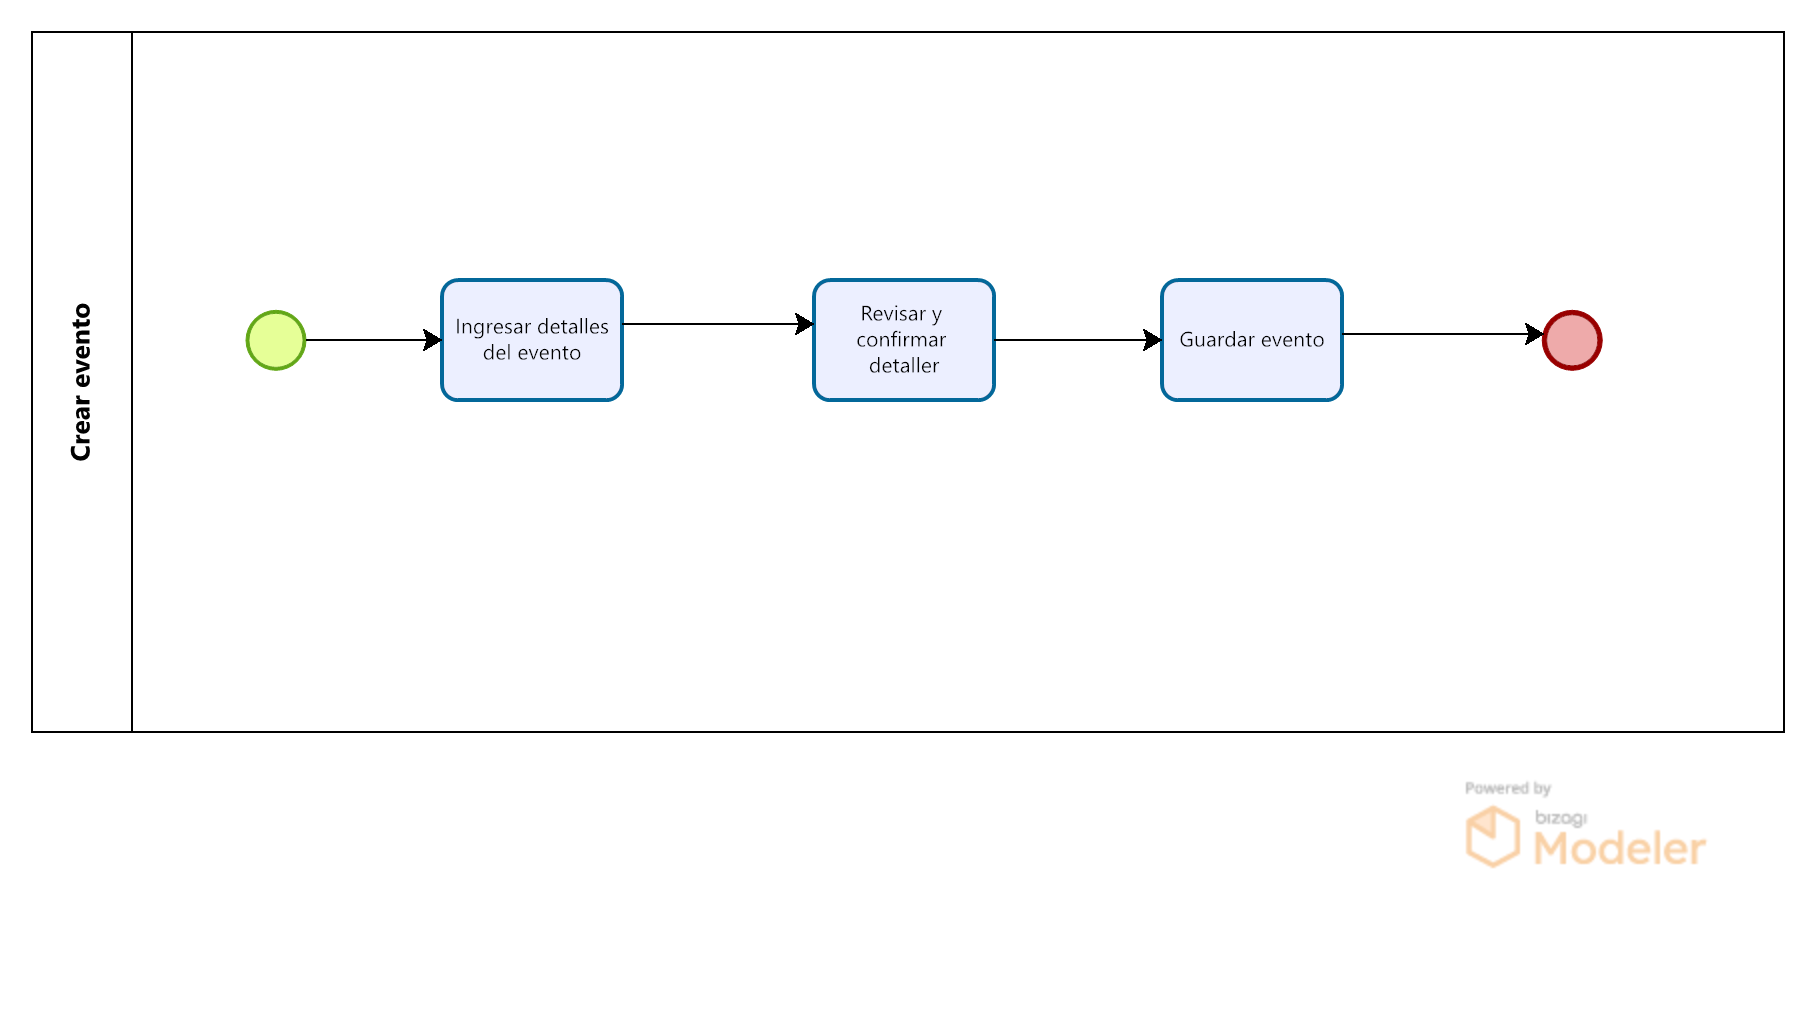 Crear evento
Ingresar detalles
del evento
Revisar y
confirmar
detaller
Guardar evento
Powered by
bizagi
Modeler